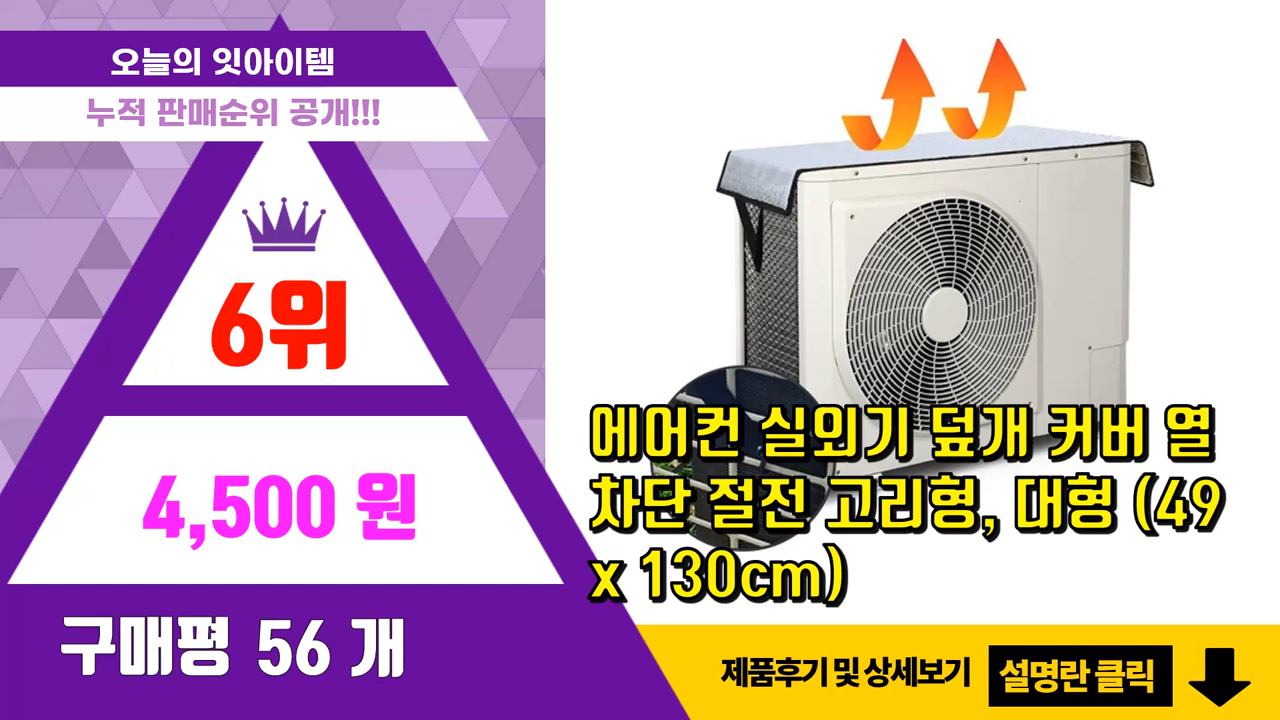 오늘의 잇아이템
누적 판매순위 공개!!!
6위
4,500 원
구매평 56 개
에어컨 실외기 덮개 커버 열
차단 절전 고리형, 대형 (49
x 130cm)
제품후기 및 상세보기
설명란 클릭